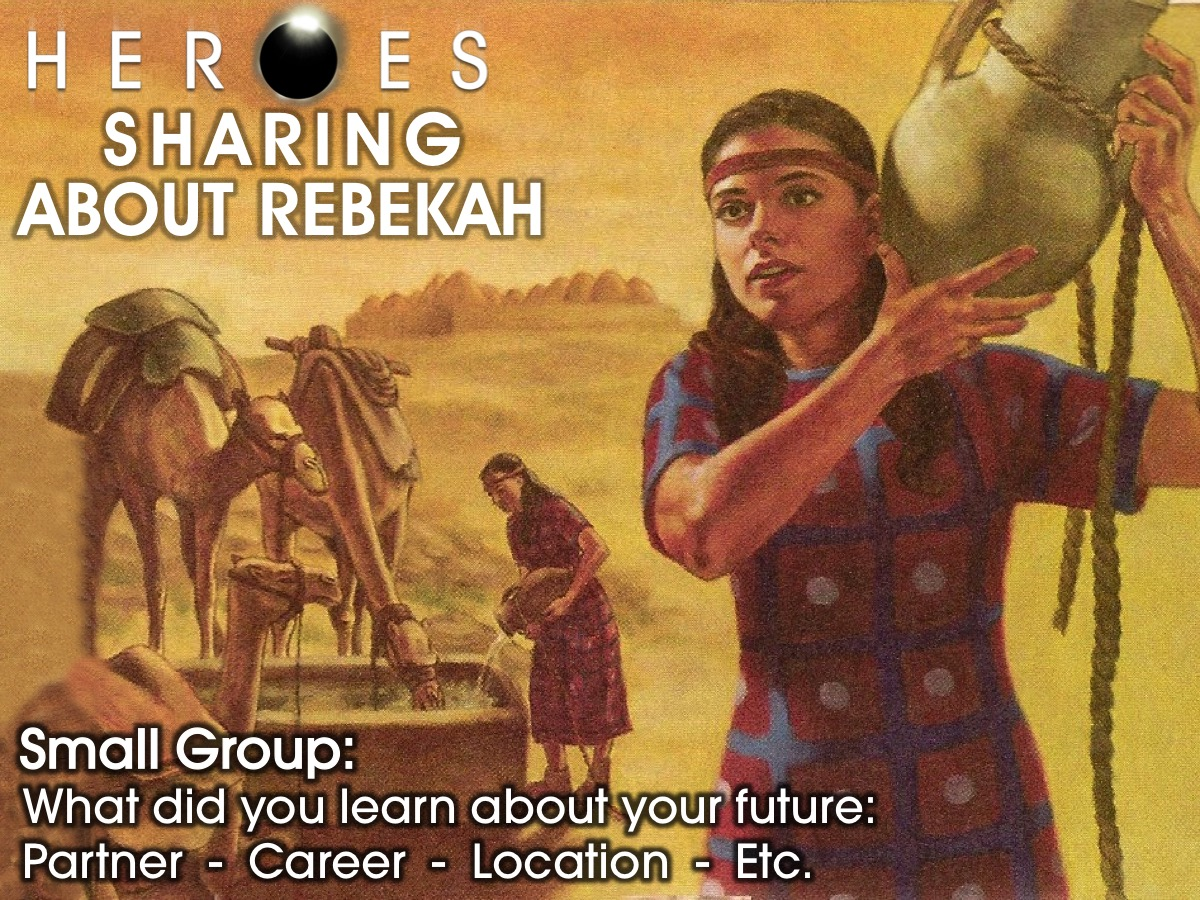 HEROES
SHARING
ABOUT REBEKAH
Small Group:
What did you learn about your future:
Partner - Career - Location - Etc.